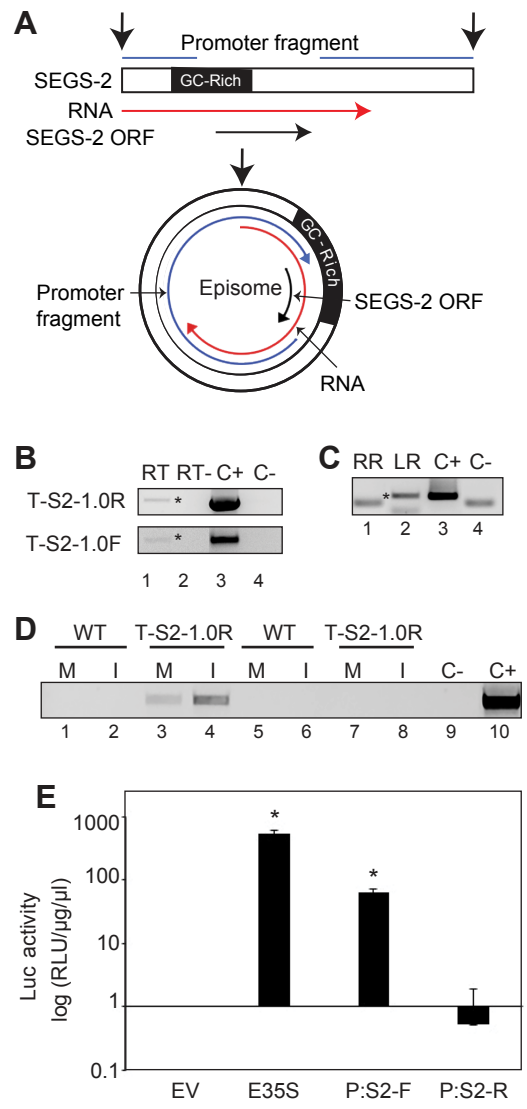 A
Promoter fragment
SEGS-2
GC-Rich
RNA
SEGS-2 ORF
GC-Rich
Episome
Promoter
fragment
SEGS-2 ORF
RNA
B
RT RT- C+ C-
T-S2-1.0R *
T-S2-1.0F *
1 2 3 4
C
RR LR C+ C-
*
1 2 3 4
D
WT T-S2-1.0R WT T-S2-1.0R
M I M I M I M I C- C+
1 2 3 4 5 6 7 8 9 10
E
Luc activity
log (RLU/µg/µl)
1000
100
10
1
0.1
* *
EV E35S P:S2-F P:S2-R